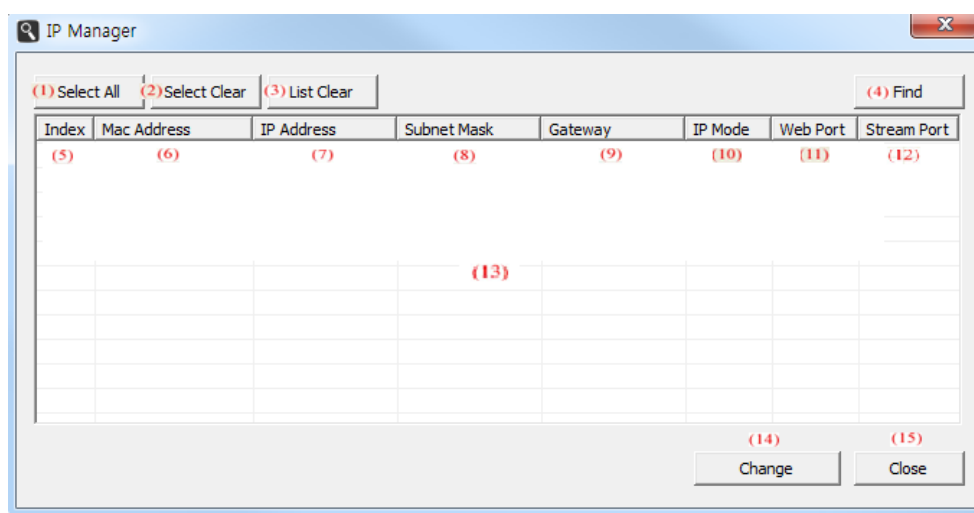 IP Manager
x
(1) Select All (2) Select Clear (3) List Clear (4) Find
Index Mac Address IP Address Subnet Mask Gateway IP Mode Web Port Stream Port
(5) (6) (7) (8) (9) (10) (11) (12)
(13)
(14) (15)
Change Close